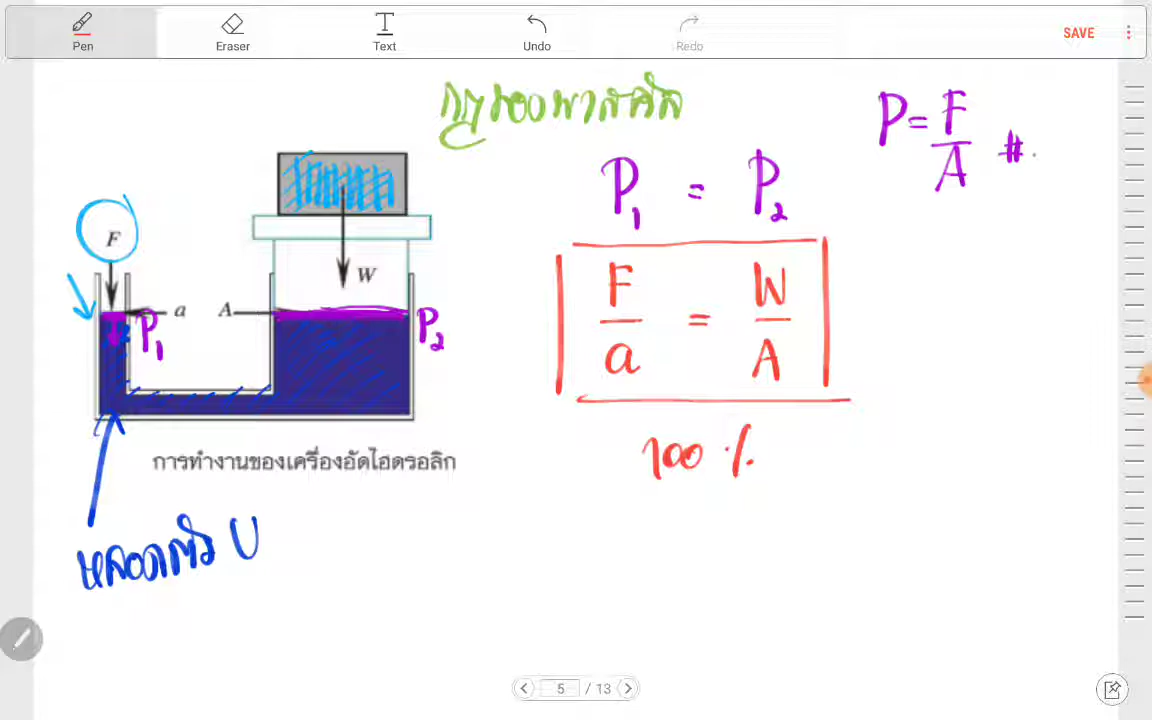 Pen
Eraser
Text
Undo
Redo
SAVE
กฎของพาสคัล
P = F / A #
P₁ = P₂
F
W
a
A
P₁
P₂
F / a = W / A
การทำงานของเครื่องอัดไฮดรอลิก
100 %
หลอดตัว U
5 / 13